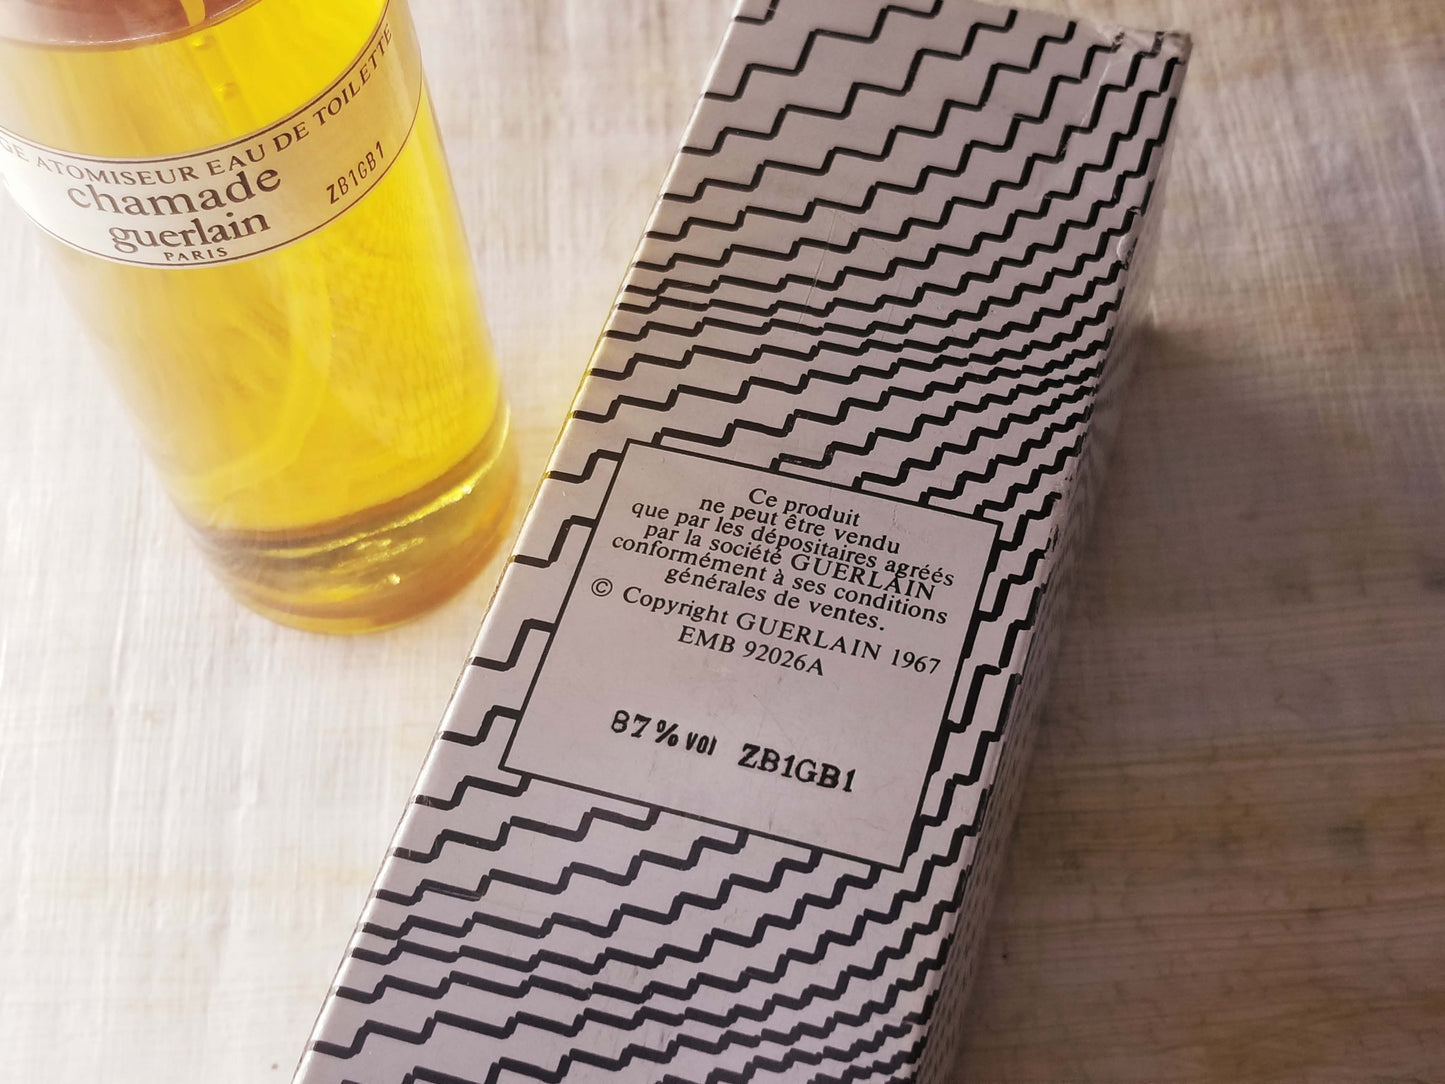 ATOMISEUR EAU DE TOILETTE
chamade
guerlain
PARIS
ZB1GB1
Ce produit
ne peut être vendu
que par les dépositaires agréés
par la société GUERLAIN
conformément à ses conditions
générales de ventes.
© Copyright GUERLAIN 1967
EMB 92026A
87% vol ZB1GB1